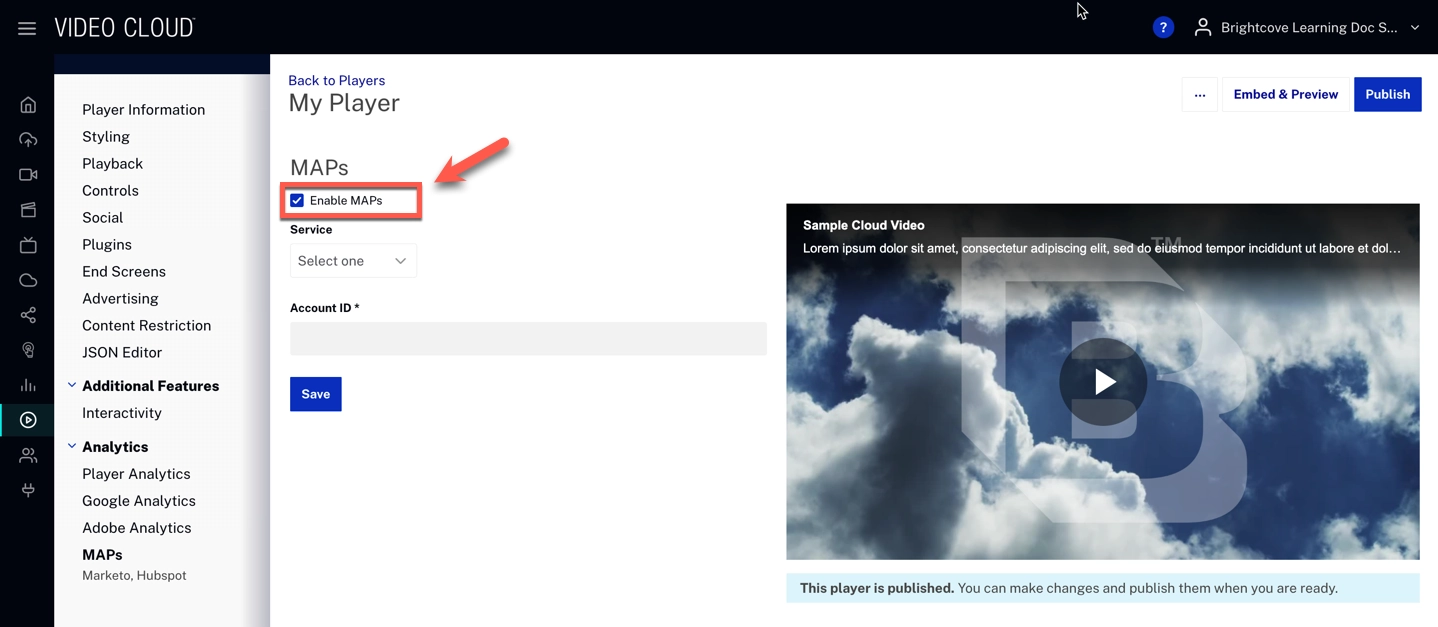 VIDEO CLOUD
?
Brightcove Learning Doc S...
Player Information
Styling
Playback
Controls
Social
Plugins
End Screens
Advertising
Content Restriction
JSON Editor
Additional Features
Interactivity
Analytics
Player Analytics
Google Analytics
Adobe Analytics
MAPs
Marketo, Hubspot
Back to Players
My Player
...
Embed & Preview
Publish
MAPs
Enable MAPs
Service
Select one
Account ID *
Save
Sample Cloud Video
Lorem ipsum dolor sit amet, consectetur adipiscing elit, sed do eiusmod tempor incididunt ut labore et dol...
B
TM
This player is published. You can make changes and publish them when you are ready.